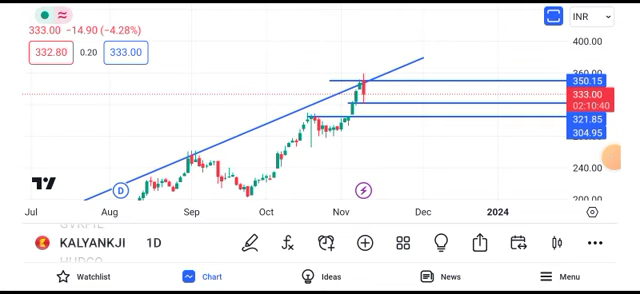 INR
333.00 −14.90 (−4.28%)
332.80 0.20 333.00
400.00
360.00
350.15
333.00
02:10:40
321.85
304.95
240.00
200.00
D
Jul Aug Sep Oct Nov Dec 2024
KALYANKJI 1D
Watchlist Chart Ideas News Menu